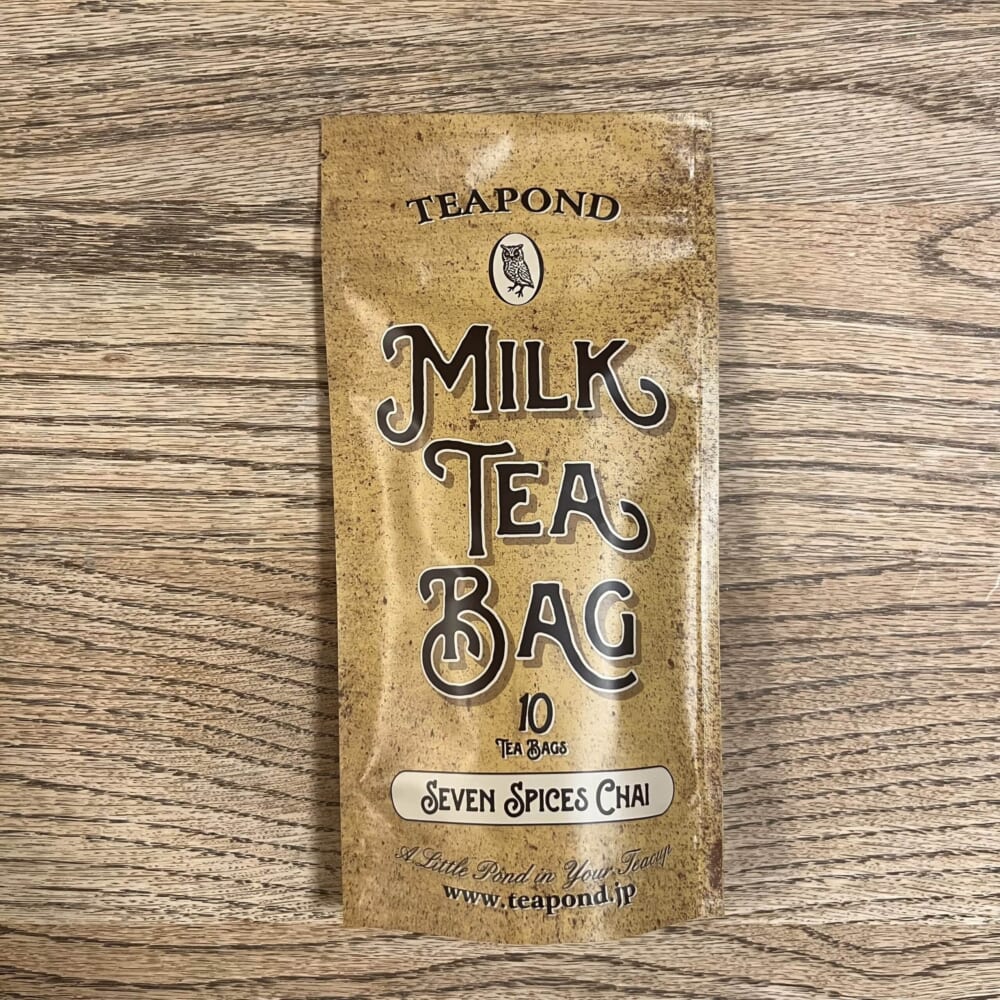 TEAPOND
MILK
TEA
BAG
10
TEA BAGS
SEVEN SPICES CHAI
A Little Pond in Your Teacup
www.teapond.jp